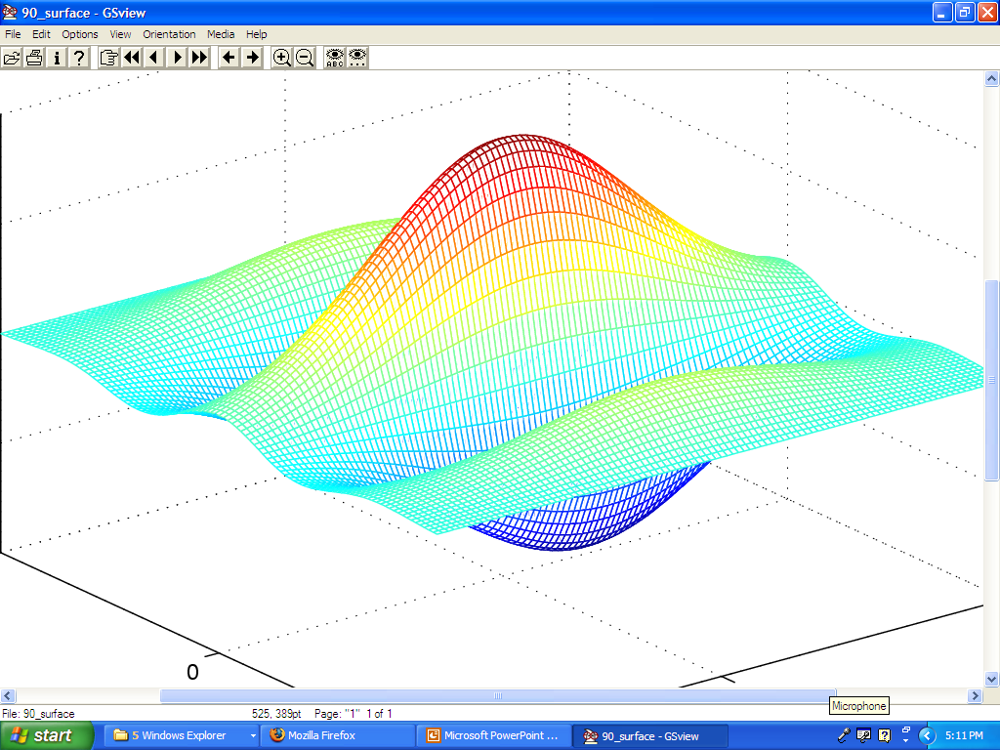 90_surface - GSview
File Edit Options View Orientation Media Help
i ? ABC
0
Microphone
File: 90_surface 525, 389pt Page: "1" 1 of 1
start 5 Windows Explorer Mozilla Firefox Microsoft PowerPoint ... 90_surface - GSview ? 5:11 PM